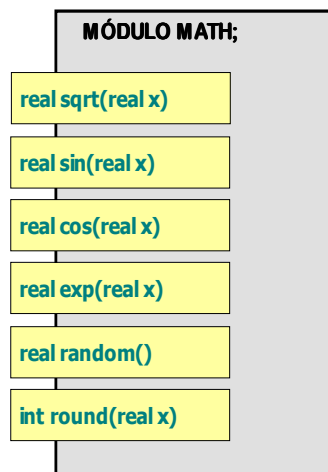 MÓDULO MATH;
real sqrt(real x)
real sin(real x)
real cos(real x)
real exp(real x)
real random()
int round(real x)